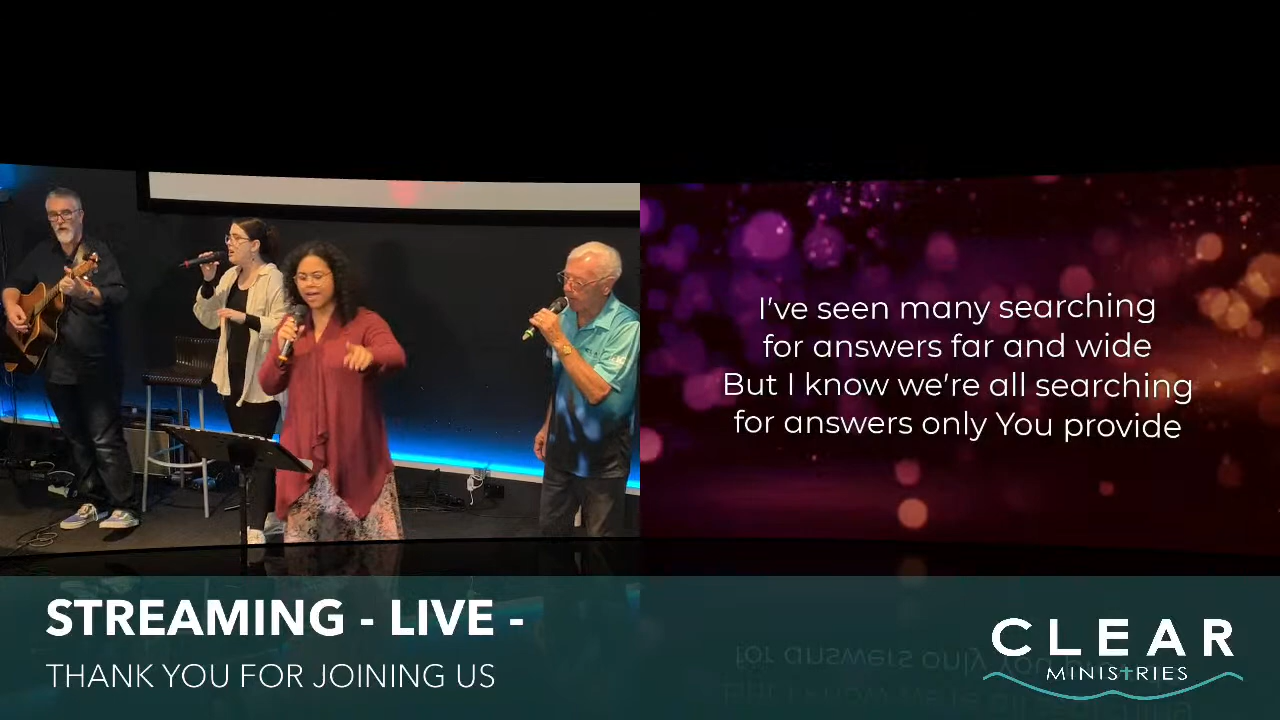 I've seen many searching
for answers far and wide
But I know we're all searching
for answers only You provide
STREAMING - LIVE -
THANK YOU FOR JOINING US
CLEAR
MINISTRIES